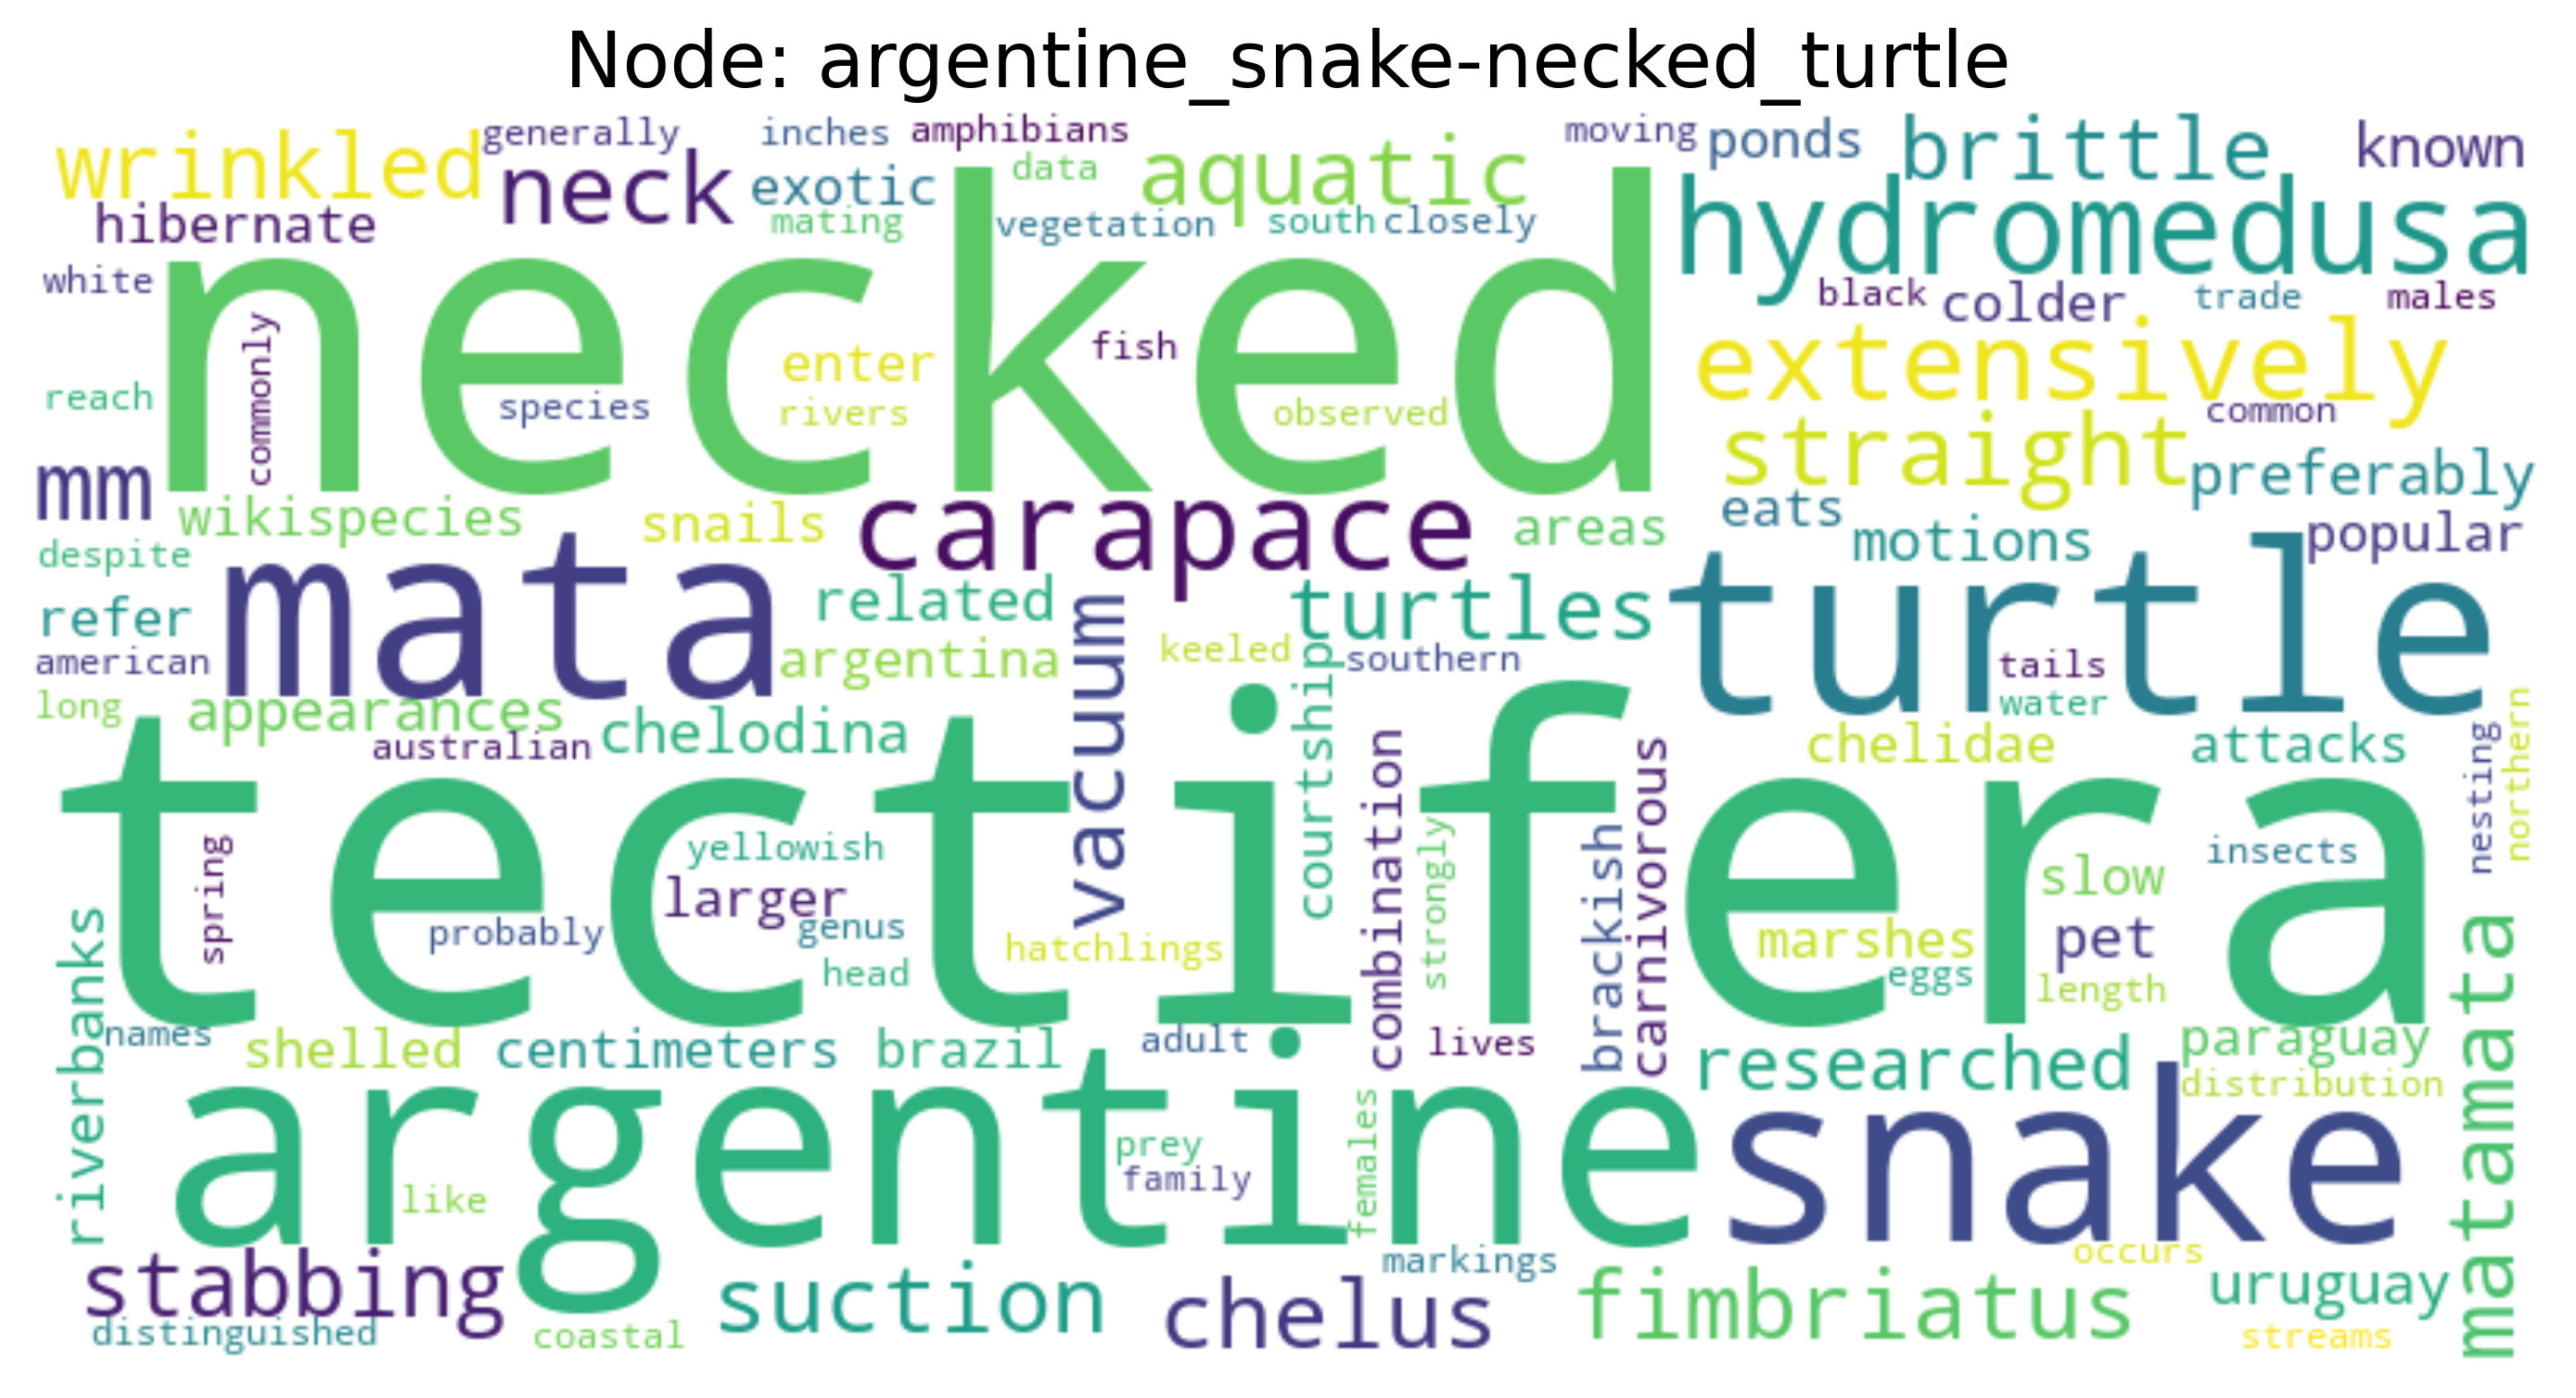 Node: argentine_snake-necked_turtle
wrinkled generally inches amphibians moving ponds brittle known
neck exotic data aquatic
hibernate mating vegetation south closely hydromedusa
white necked black colder trade males
commonly enter fish extensively
reach species rivers observed common
straight preferably
mm wikispecies snails carapace areas eats motions popular
despite mata related turtles turtle
refer argentina vacuum keeled courtship southern tails
american water
long appearances chelodina chelidae attacks nesting northern
australian combination carnivorous
tectifera
spring yellowish strongly brackish slow insects
larger
probably genus hatchlings marshes pet matamata
riverbanks head eggs length
names shelled centimeters brazil adult lives researched paraguay
distribution
argentine snake
prey females
like family
stabbing suction chelus markings fimbriatus occurs uruguay
distinguished coastal streams